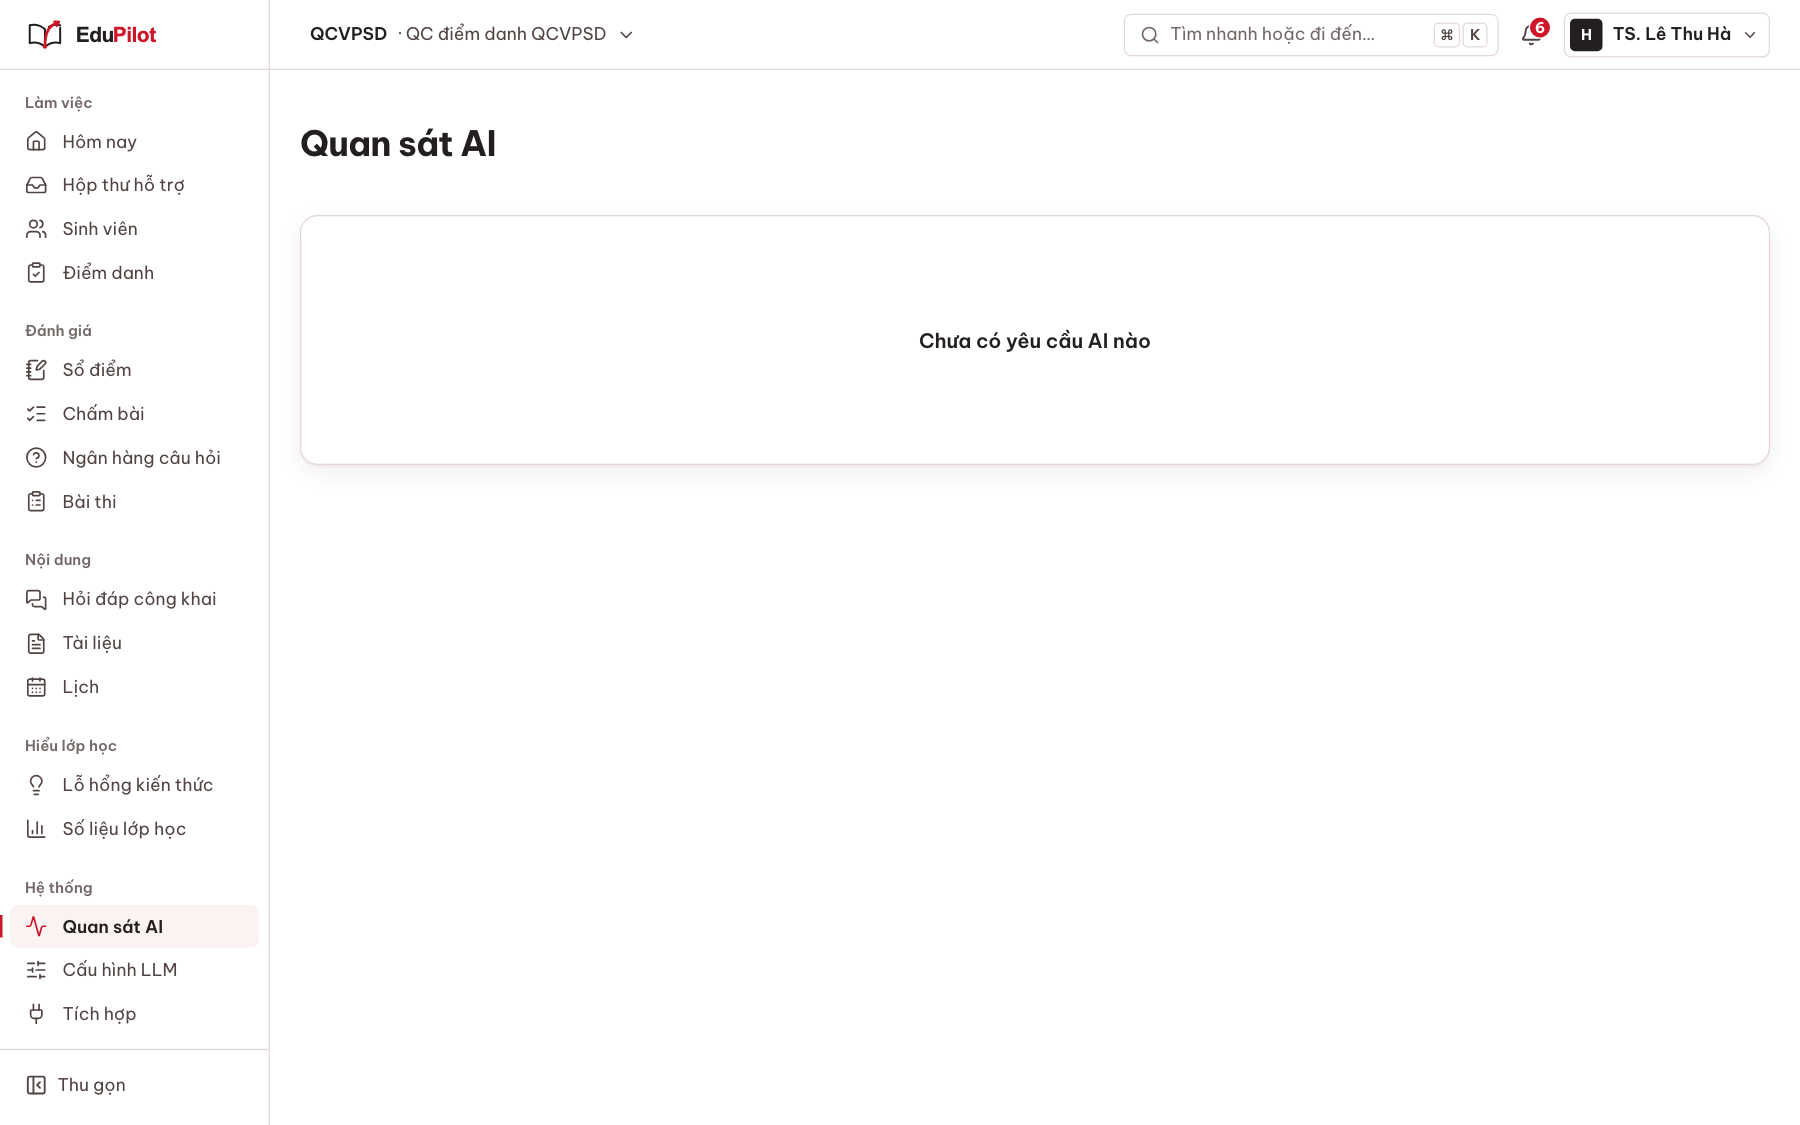 EduPilot
QCVPSD · QC điểm danh QCVPSD
Tìm nhanh hoặc đi đến... ⌘ K
6
H TS. Lê Thu Hà
Làm việc
Hôm nay
Hộp thư hỗ trợ
Sinh viên
Điểm danh
Đánh giá
Sổ điểm
Chấm bài
Ngân hàng câu hỏi
Bài thi
Nội dung
Hỏi đáp công khai
Tài liệu
Lịch
Hiểu lớp học
Lỗ hổng kiến thức
Số liệu lớp học
Hệ thống
Quan sát AI
Cấu hình LLM
Tích hợp
Thu gọn
Quan sát AI
Chưa có yêu cầu AI nào